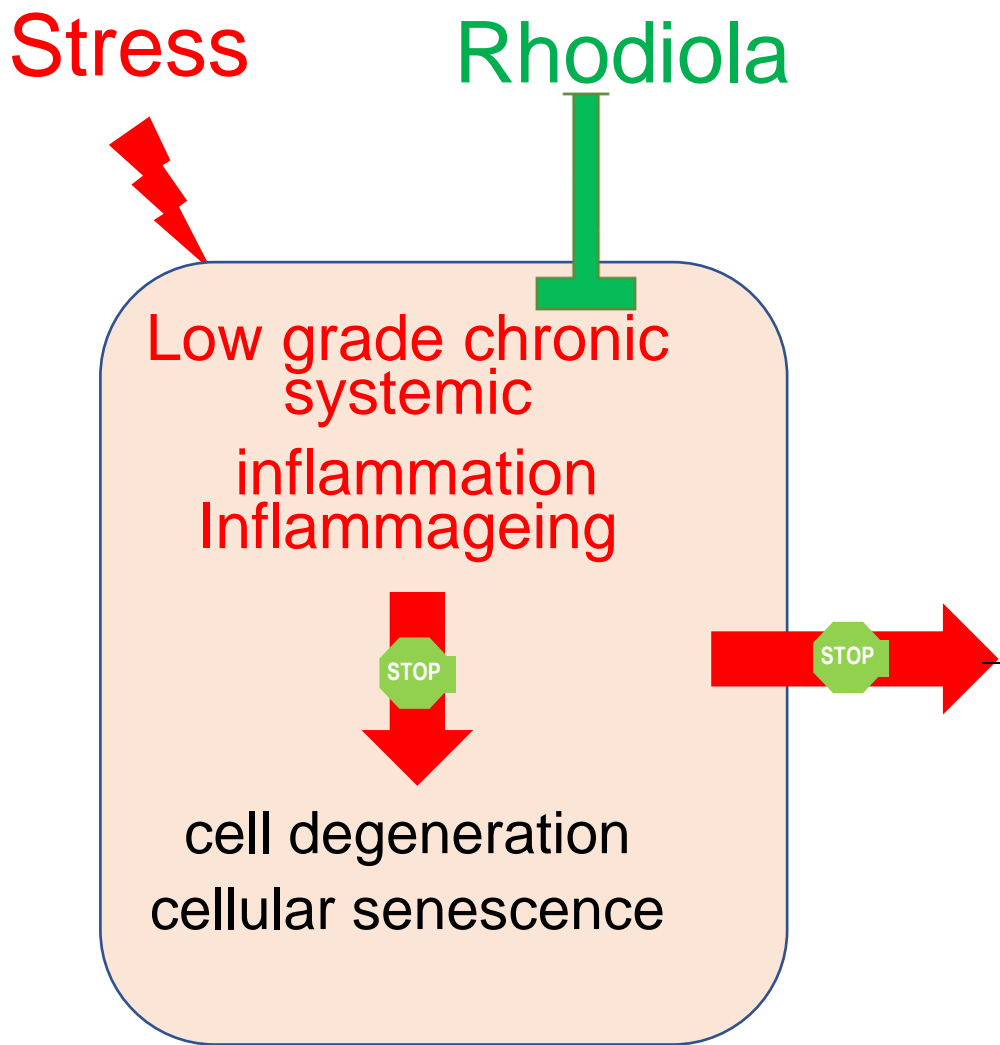 Stress
Rhodiola
Low grade chronic
systemic
inflammation
Inflammageing
STOP
STOP
cell degeneration
cellular senescence